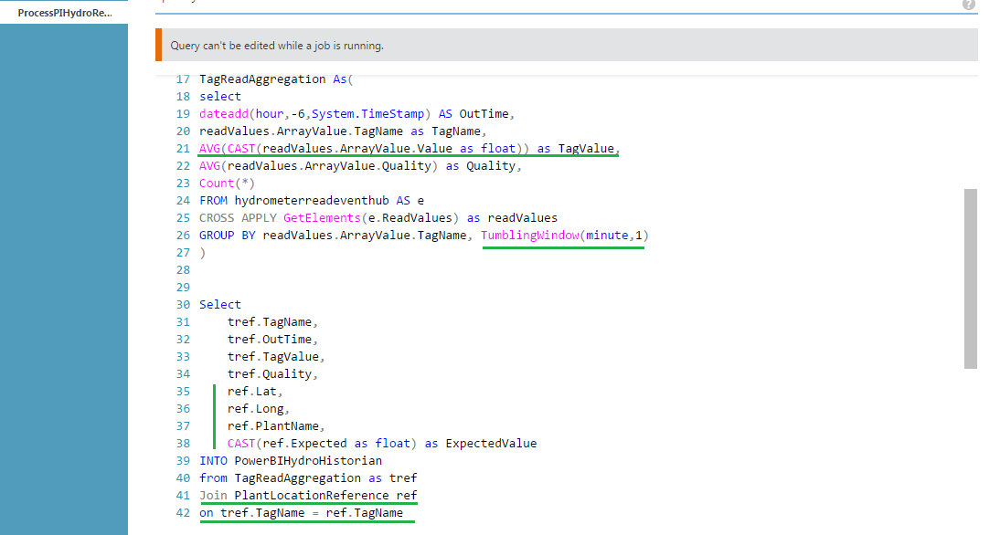 ProcessPIHydroRe...
?
Query can't be edited while a job is running.
17 TagReadAggregation As(
18 select
19 dateadd(hour,-6,System.TimeStamp) AS OutTime,
20 readValues.ArrayValue.TagName as TagName,
21 AVG(CAST(readValues.ArrayValue.Value as float)) as TagValue,
22 AVG(readValues.ArrayValue.Quality) as Quality,
23 Count(*)
24 FROM hydrometerreadeventhub AS e
25 CROSS APPLY GetElements(e.ReadValues) as readValues
26 GROUP BY readValues.ArrayValue.TagName, TumblingWindow(minute,1)
27 )
28
29
30 Select
31     tref.TagName,
32     tref.OutTime,
33     tref.TagValue,
34     tref.Quality,
35     ref.Lat,
36     ref.Long,
37     ref.PlantName,
38     CAST(ref.Expected as float) as ExpectedValue
39 INTO PowerBIHydroHistorian
40 from TagReadAggregation as tref
41 Join PlantLocationReference ref
42 on tref.TagName = ref.TagName